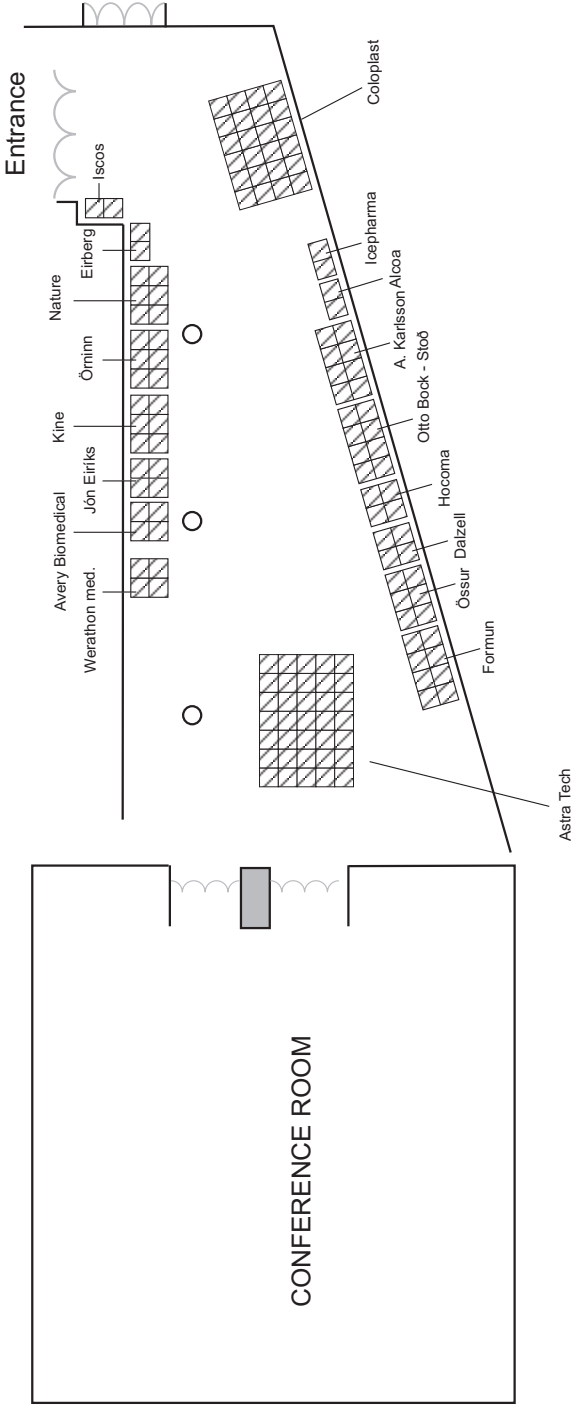 Entrance
Iscos
Eirberg
Nature
Örninn
Kine
Jón Eiríks
Avery Biomedical
Werathon med.
Coloplast
Icepharma
Alcoa
A. Karlsson
Otto Bock - Stoð
Hocoma
Dalzell
Össur
Formun
Astra Tech
CONFERENCE ROOM